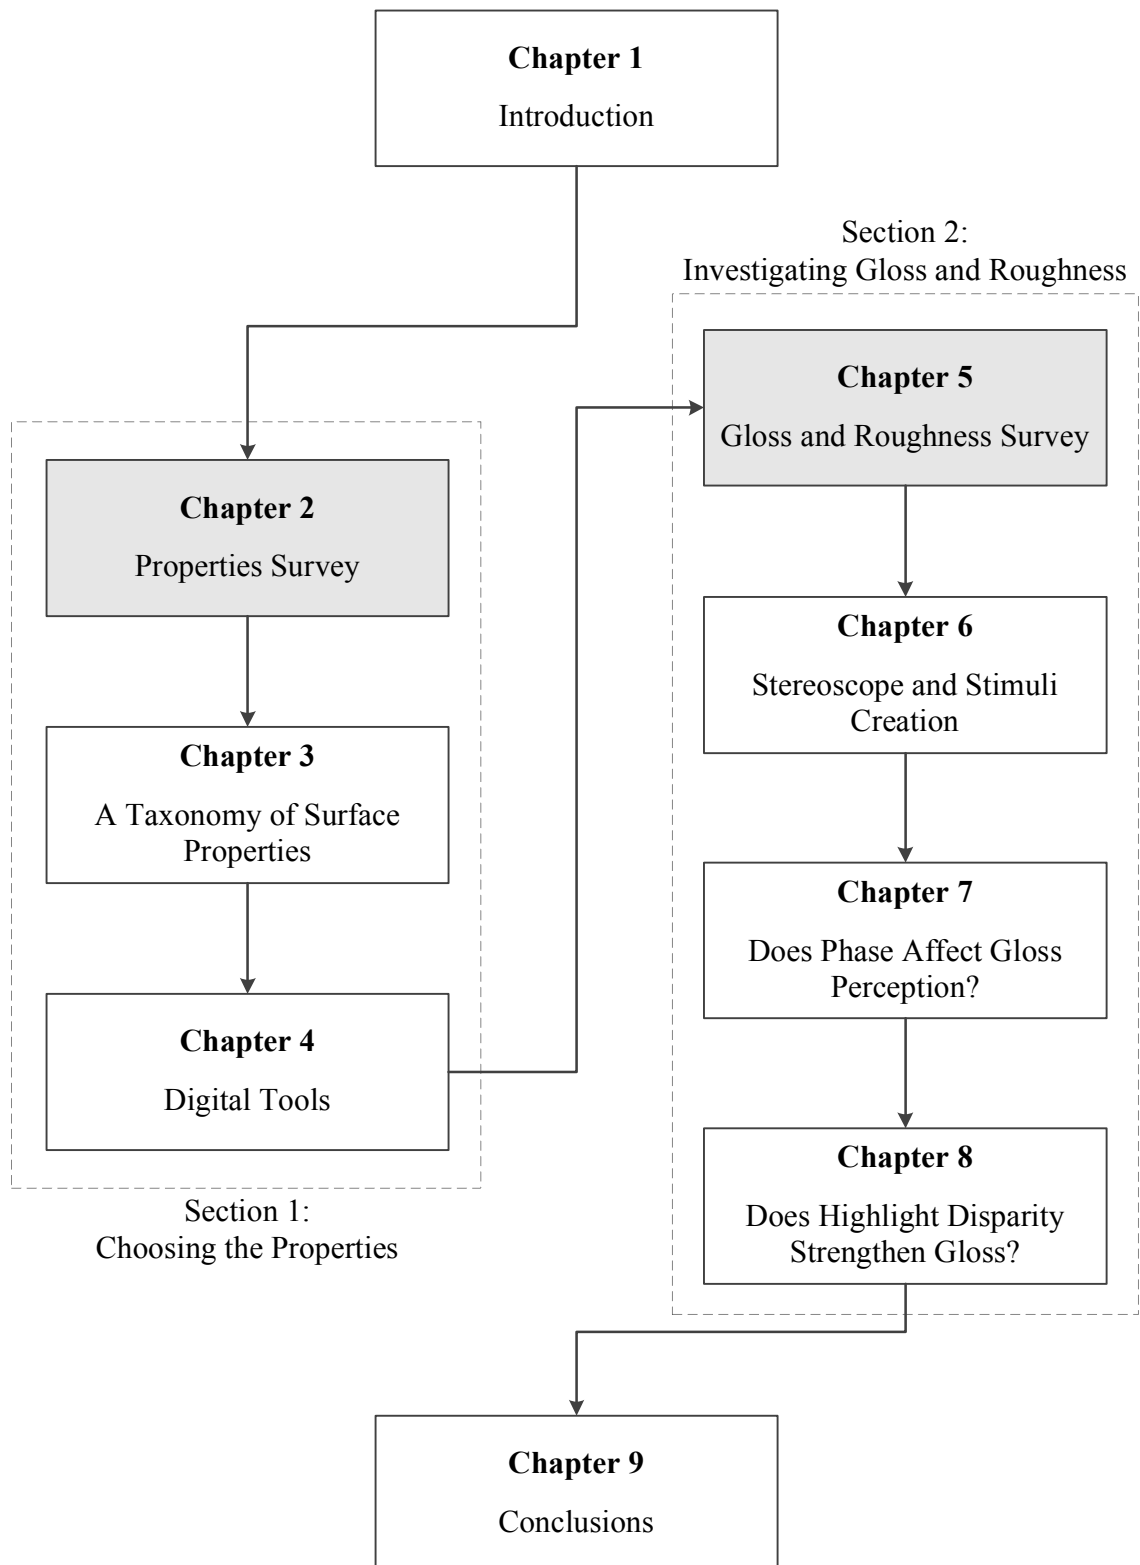 Chapter 1
Introduction
Section 2:
Investigating Gloss and Roughness
Chapter 5
Gloss and Roughness Survey
Chapter 2
Properties Survey
Chapter 6
Stereoscope and Stimuli
Creation
Chapter 3
A Taxonomy of Surface
Properties
Chapter 7
Does Phase Affect Gloss
Perception?
Chapter 4
Digital Tools
Chapter 8
Does Highlight Disparity
Strengthen Gloss?
Section 1:
Choosing the Properties
Chapter 9
Conclusions